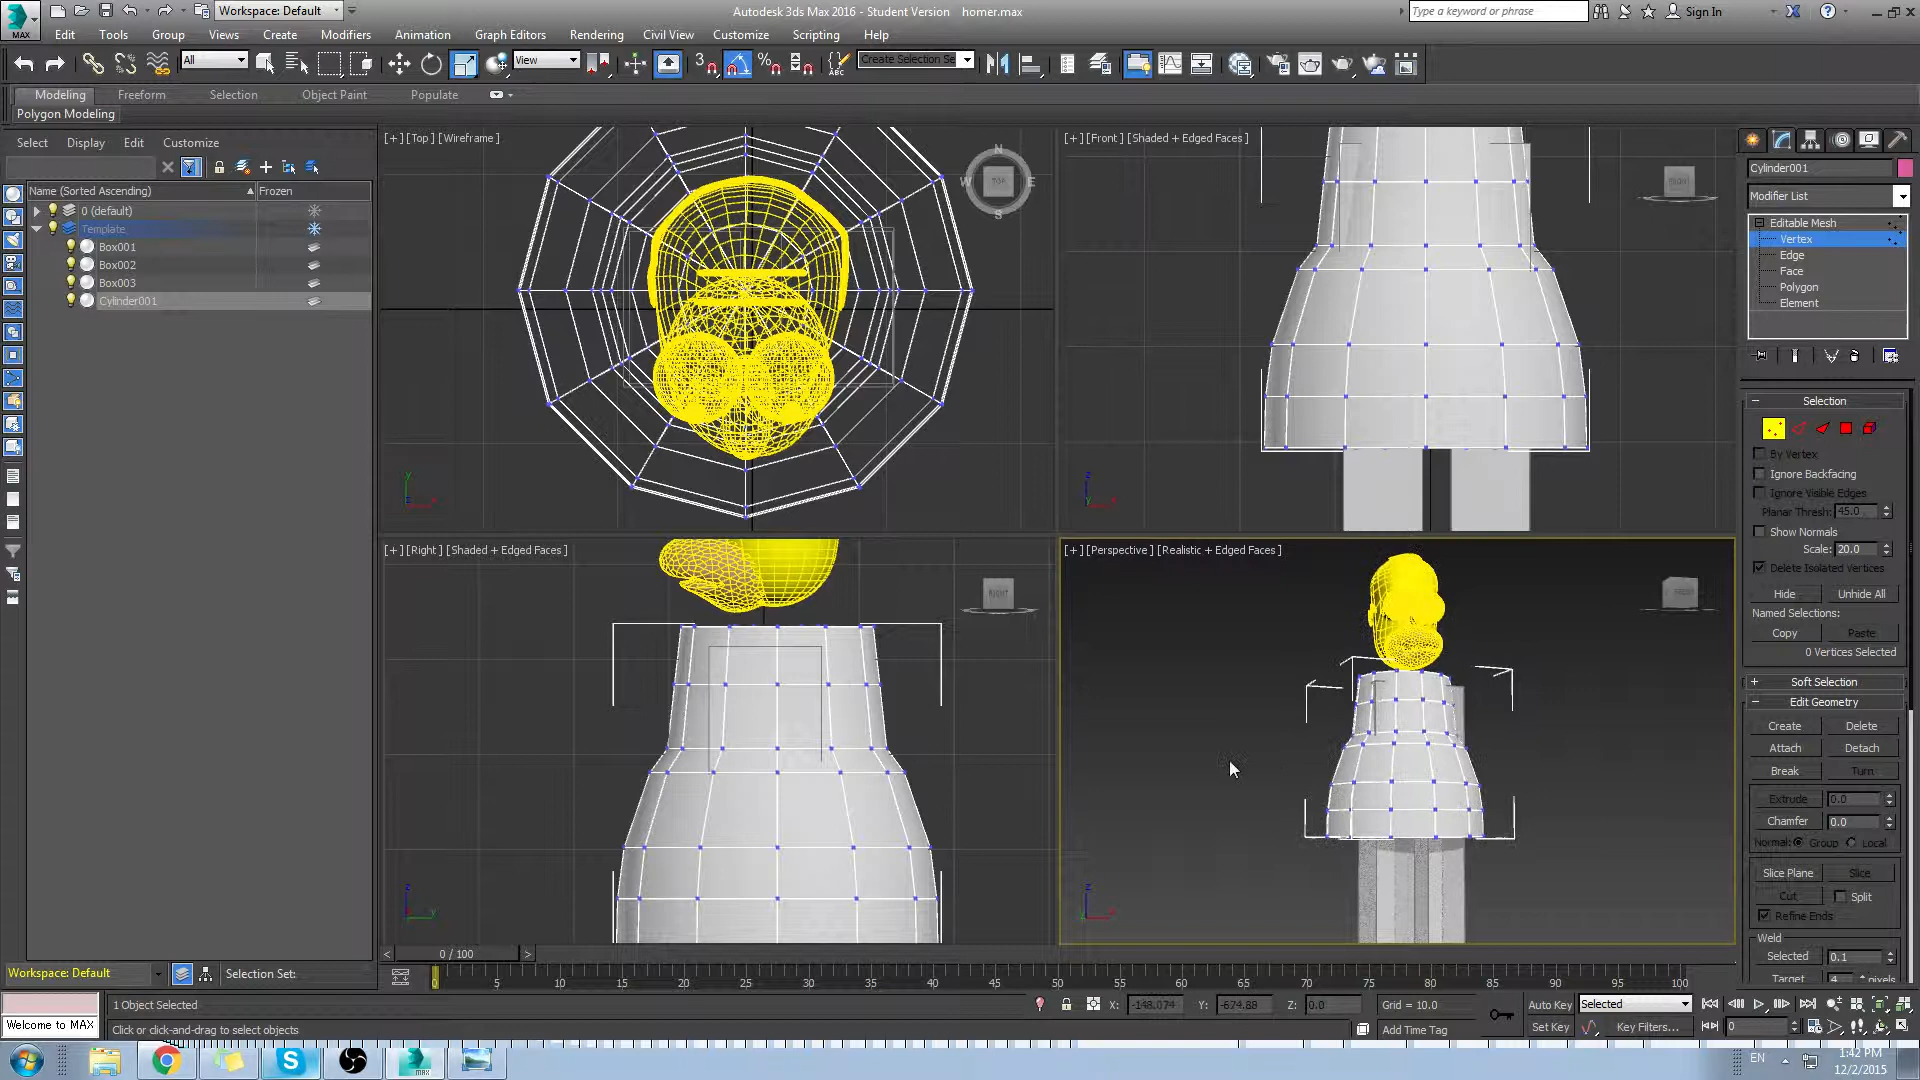 Workspace: Default
Autodesk 3ds Max 2016 - Student Version homer.max
Type a keyword or phrase
Sign In
MAX
Edit Tools Group Views Create Modifiers Animation Graph Editors Rendering Civil View Customize Scripting Help
All
View
Create Selection Se
Modeling Freeform Selection Object Paint Populate
Polygon Modeling
Select Display Edit Customize
Name (Sorted Ascending) Frozen
0 (default)
Template
Box001
Box002
Box003
Cylinder001
[+] [Top] [Wireframe]
N
W TOP E
S
[+] [Front] [Shaded + Edged Faces]
FRONT
[+] [Right] [Shaded + Edged Faces]
RIGHT
[+] [Perspective] [Realistic + Edged Faces]
Cylinder001
Modifier List
Editable Mesh
Vertex
Edge
Face
Polygon
Element
Selection
By Vertex
Ignore Backfacing
Ignore Visible Edges
Planar Thresh: 45.0
Show Normals
Scale: 20.0
Delete Isolated Vertices
Hide Unhide All
Named Selections:
Copy Paste
0 Vertices Selected
Soft Selection
Edit Geometry
Create Delete
Attach Detach
Break Turn
Extrude 0.0
Chamfer 0.0
Normal: Group Local
Slice Plane Slice
Cut Split
Refine Ends
Weld
Selected 0.1
Target 4 pixels
< 0 / 100 >
0 5 10 15 20 25 30 35 40 45 50 55 60 65 70 75 80 85 90 95 100
Workspace: Default
Selection Set:
1 Object Selected
X: -148.074 Y: -674.88 Z: 0.0 Grid = 10.0
Auto Key Selected
Welcome to MAX
Click or click-and-drag to select objects
Add Time Tag
Set Key Key Filters... 0
EN
1:42 PM
12/2/2015